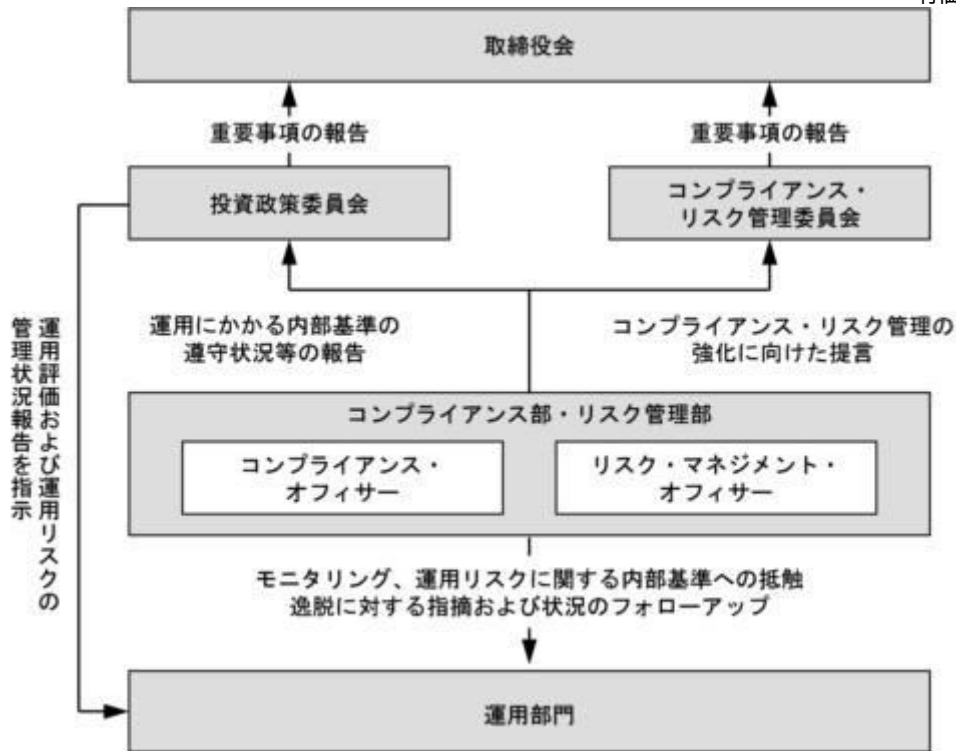 取締役会
重要事項の報告
重要事項の報告
投資政策委員会
コンプライアンス・
リスク管理委員会
運用にかかる内部基準の
遵守状況等の報告
コンプライアンス・リスク管理の
強化に向けた提言
運用評価および運用リスクの
管理状況報告を指示
コンプライアンス部・リスク管理部
コンプライアンス・
オフィサー
リスク・マネジメント・
オフィサー
モニタリング、運用リスクに関する内部基準への抵触
逸脱に対する指摘および状況のフォローアップ
運用部門